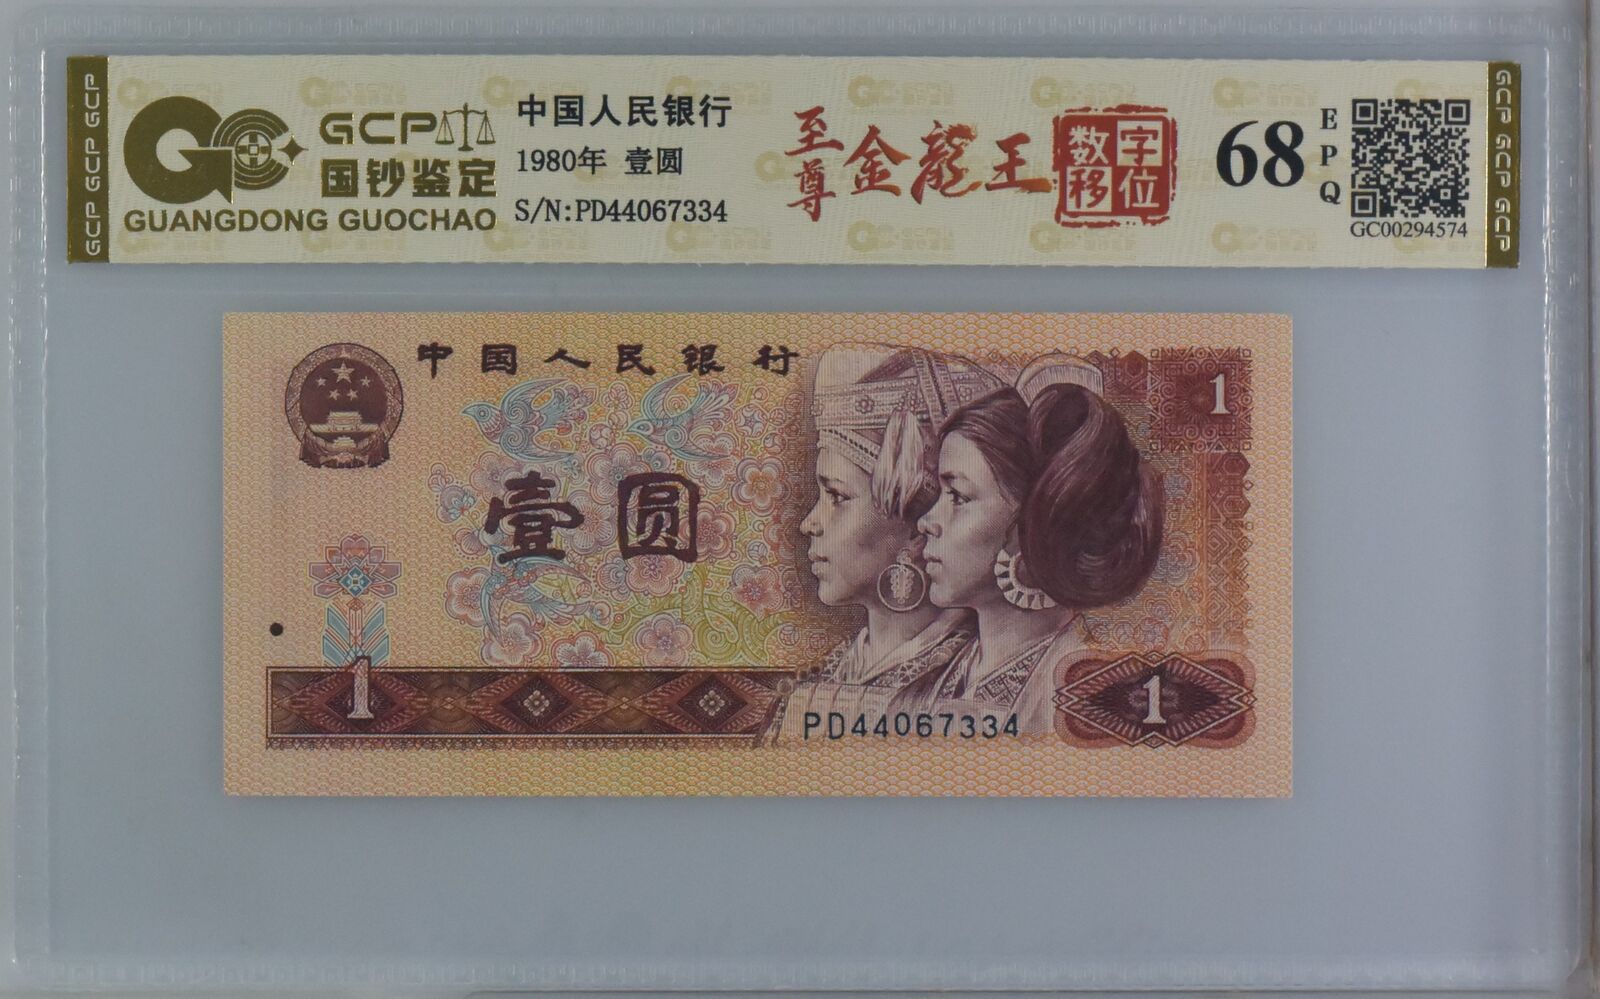 GCP GCP GCP
GCP
国钞鉴定
GUANGDONG GUOCHAO
中国人民银行
1980年 壹圆
S/N:PD44067334
至尊金龍王
数字移位
68
EPQ
GC00294574
GCP GCP GCP
中国人民银行
1
壹圆
1
PD44067334
1